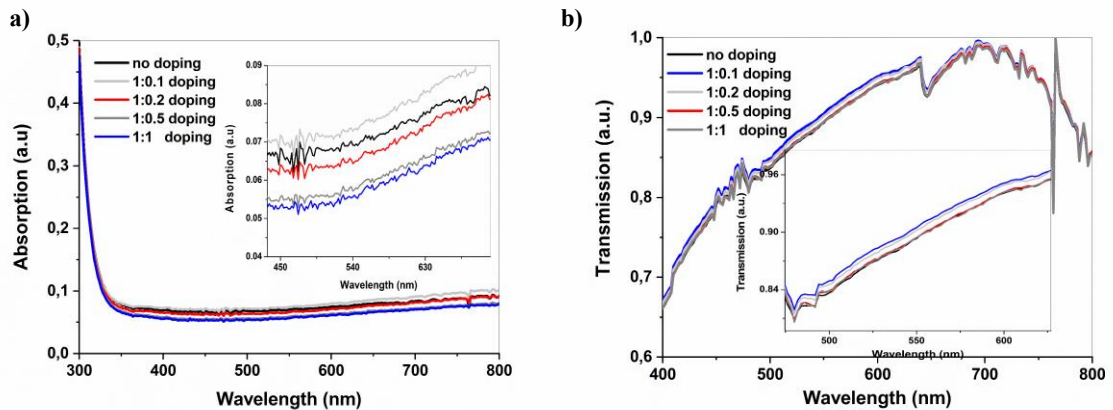 a)
Absorption (a.u)
0,5
0,4
0,3
0,2
0,1
0,0
300
400
500
600
700
800
Wavelength (nm)
no doping
1:0.1 doping
1:0.2 doping
1:0.5 doping
1:1 doping
Absorption (a.u)
0.09
0.08
0.07
0.06
0.05
0.04
450
540
630
Wavelength (nm)
b)
Transmission (a.u.)
1,0
0,9
0,8
0,7
0,6
400
500
600
700
800
Wavelength (nm)
no doping
1:0.1 doping
1:0.2 doping
1:0.5 doping
1:1 doping
Transmission (a.u.)
0.96
0.90
0.84
500
550
600
Wavelength (nm)